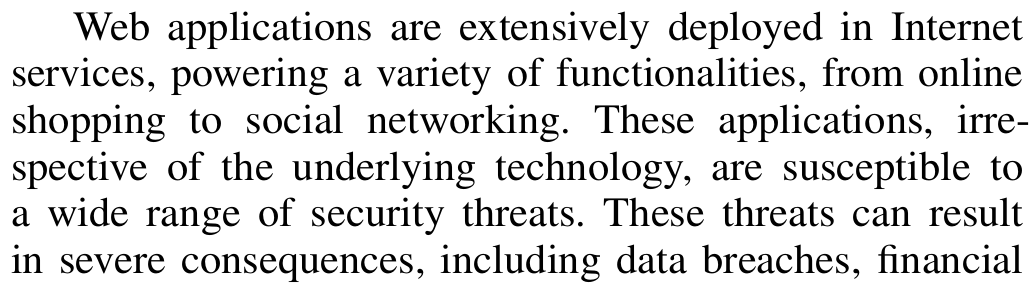 Web applications are extensively deployed in Internet
services, powering a variety of functionalities, from online
shopping to social networking. These applications, irre-
spective of the underlying technology, are susceptible to
a wide range of security threats. These threats can result
in severe consequences, including data breaches, financial